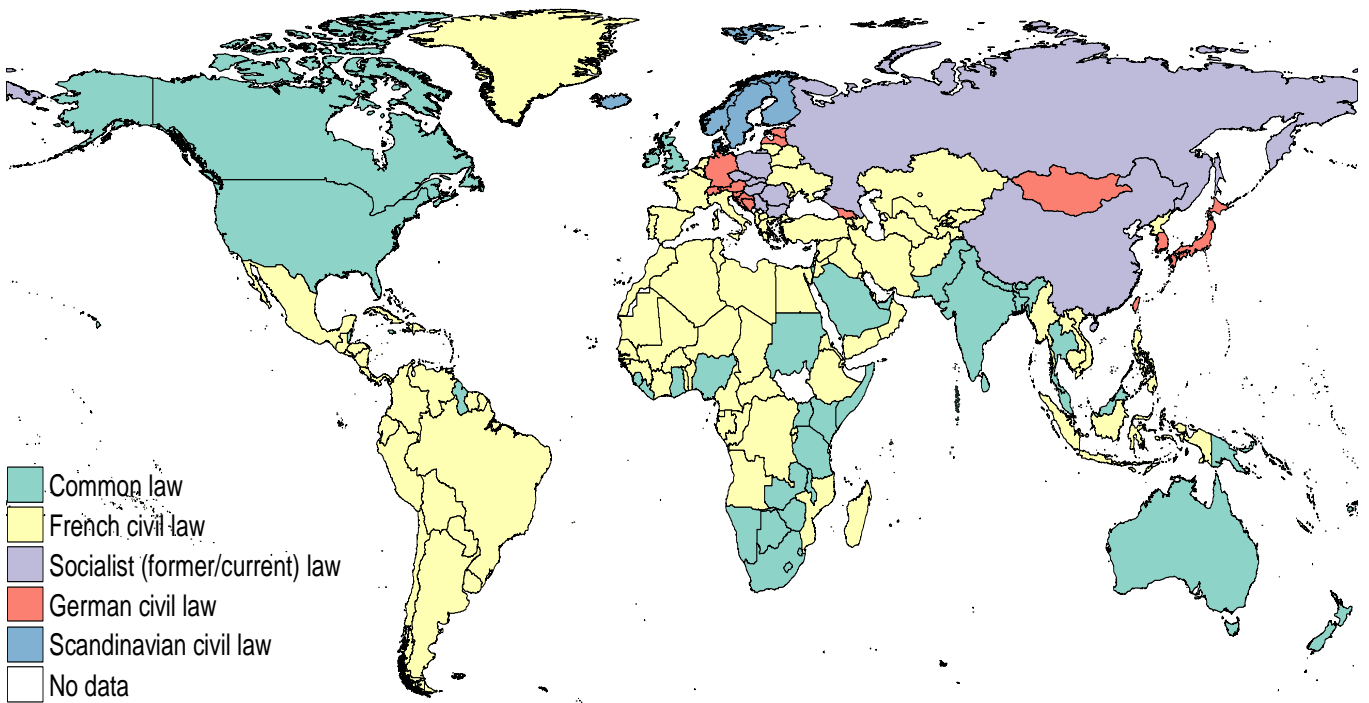 Common law
French civil law
Socialist (former/current) law
German civil law
Scandinavian civil law
No data